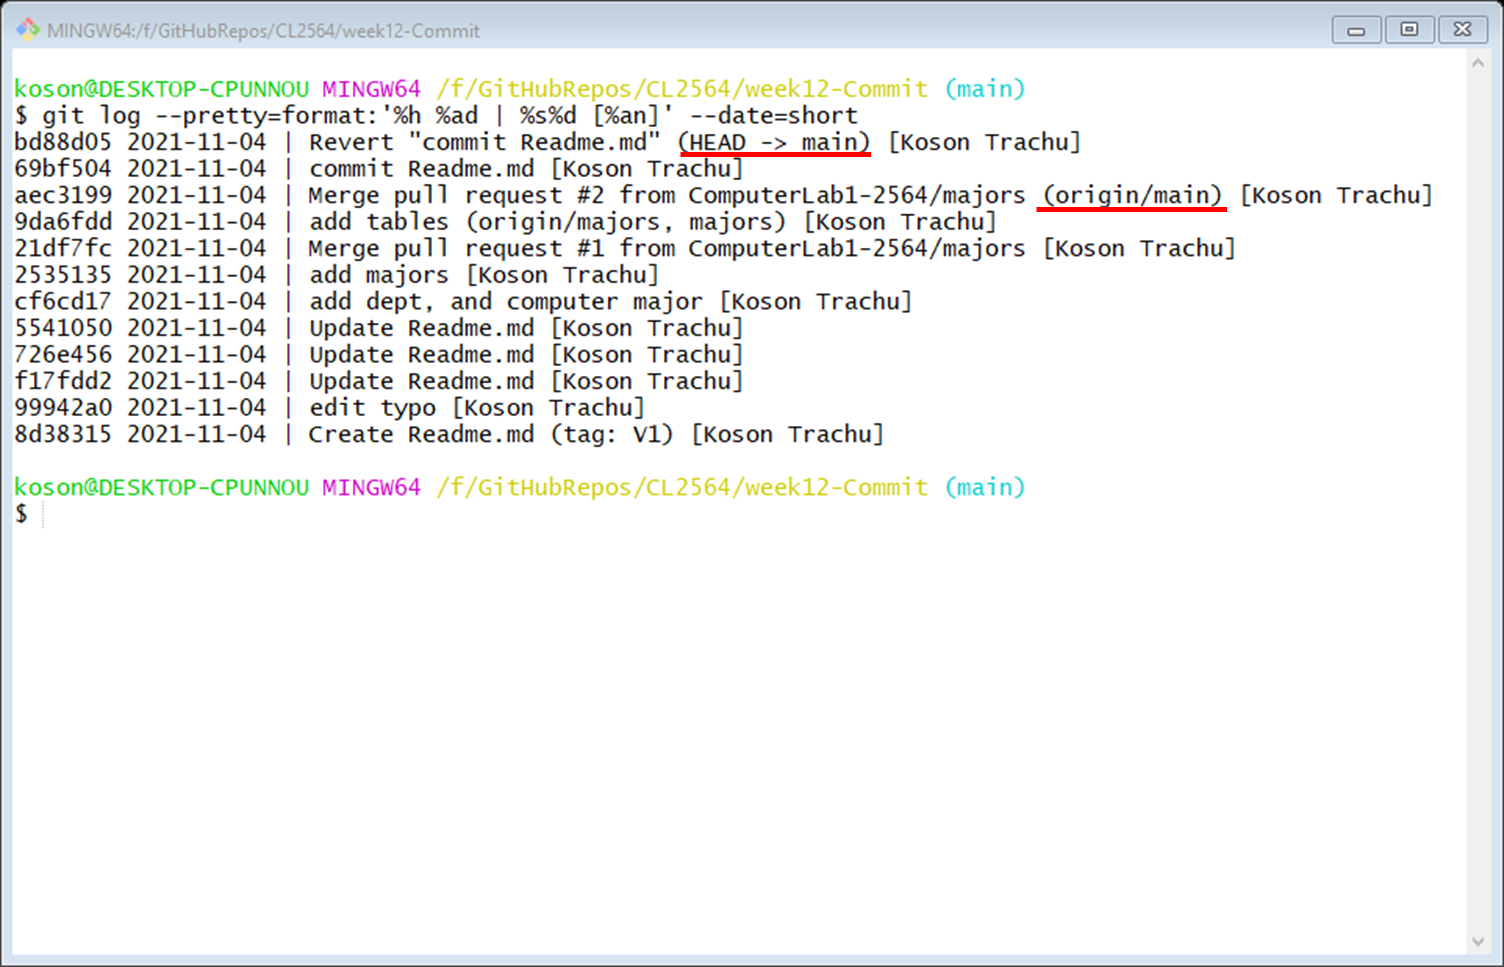 MINGW64:/f/GitHubRepos/CL2564/week12-Commit
koson@DESKTOP-CPUNNOU MINGW64 /f/GitHubRepos/CL2564/week12-Commit (main)
$ git log --pretty=format:'%h %ad | %s%d [%an]' --date=short
bd88d05 2021-11-04 | Revert "commit Readme.md" (HEAD -> main) [Koson Trachu]
69bf504 2021-11-04 | commit Readme.md [Koson Trachu]
aec3199 2021-11-04 | Merge pull request #2 from ComputerLab1-2564/majors (origin/main) [Koson Trachu]
9da6fdd 2021-11-04 | add tables (origin/majors, majors) [Koson Trachu]
21df7fc 2021-11-04 | Merge pull request #1 from ComputerLab1-2564/majors [Koson Trachu]
2535135 2021-11-04 | add majors [Koson Trachu]
cf6cd17 2021-11-04 | add dept, and computer major [Koson Trachu]
5541050 2021-11-04 | Update Readme.md [Koson Trachu]
726e456 2021-11-04 | Update Readme.md [Koson Trachu]
f17fdd2 2021-11-04 | Update Readme.md [Koson Trachu]
99942a0 2021-11-04 | edit typo [Koson Trachu]
8d38315 2021-11-04 | Create Readme.md (tag: V1) [Koson Trachu]
koson@DESKTOP-CPUNNOU MINGW64 /f/GitHubRepos/CL2564/week12-Commit (main)
$